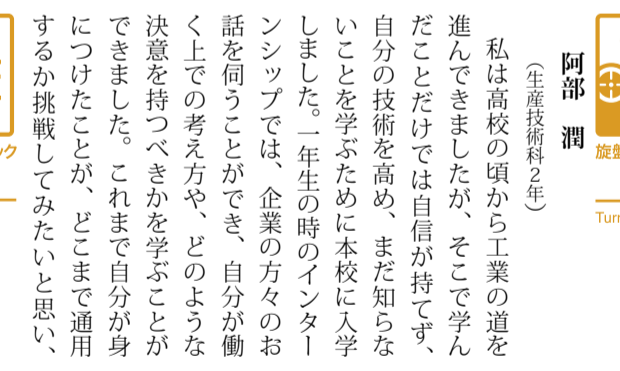 旋盤
Turn
阿部　潤
（生産技術科2年）
　私は高校の頃から工業の道を
進んできましたが、そこで学ん
だことだけでは自信が持てず、
自分の技術を高め、まだ知らな
いことを学ぶために本校に入学
しました。一年生の時のインター
ンシップでは、企業の方々のお
話を伺うことができ、自分が働
く上での考え方や、どのような
決意を持つべきかを学ぶことが
できました。これまで自分が身
につけたことが、どこまで通用
するか挑戦してみたいと思い、
ック